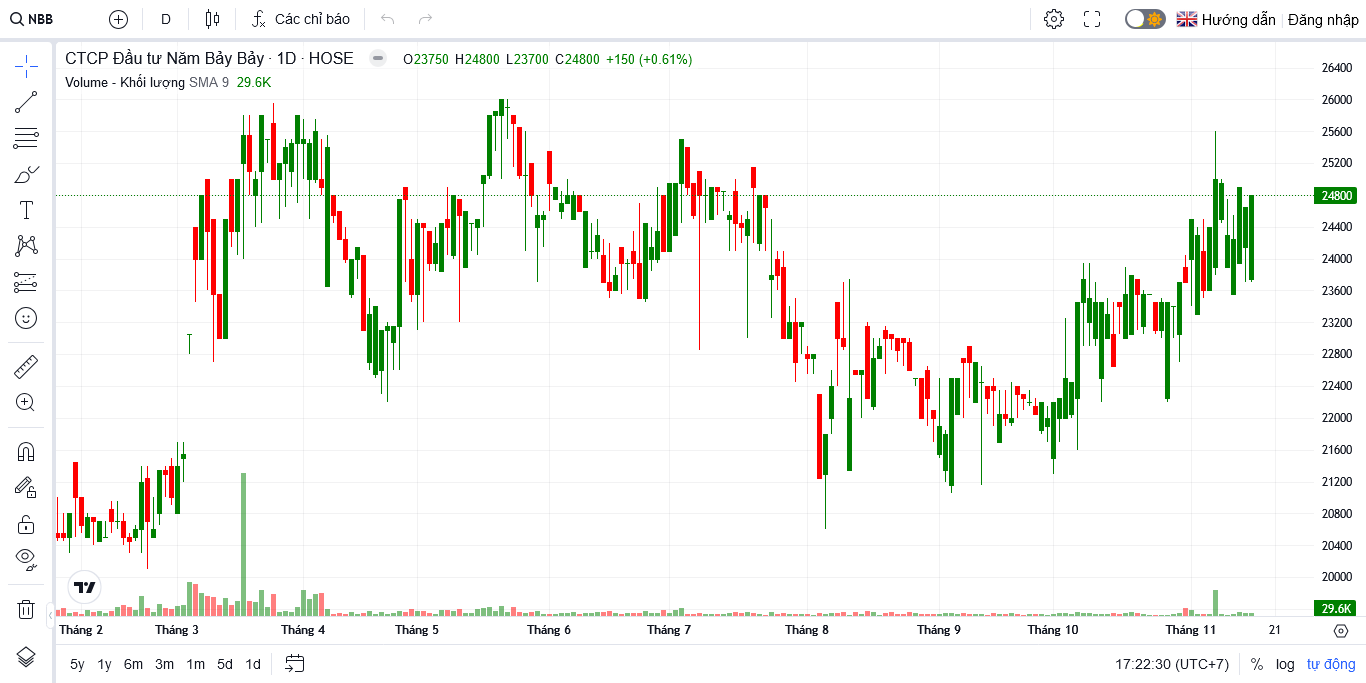 NBB D Các chỉ báo Hướng dẫn Đăng nhập
CTCP Đầu tư Năm Bảy Bảy · 1D · HOSE O23750 H24800 L23700 C24800 +150 (+0.61%)
Volume - Khối lượng SMA 9 29.6K
26400
26000
25600
25200
24800
24400
24000
23600
23200
22800
22400
22000
21600
21200
20800
20400
20000
29.6K
Tháng 2 Tháng 3 Tháng 4 Tháng 5 Tháng 6 Tháng 7 Tháng 8 Tháng 9 Tháng 10 Tháng 11 21
5y 1y 6m 3m 1m 5d 1d 17:22:30 (UTC+7) % log tự động